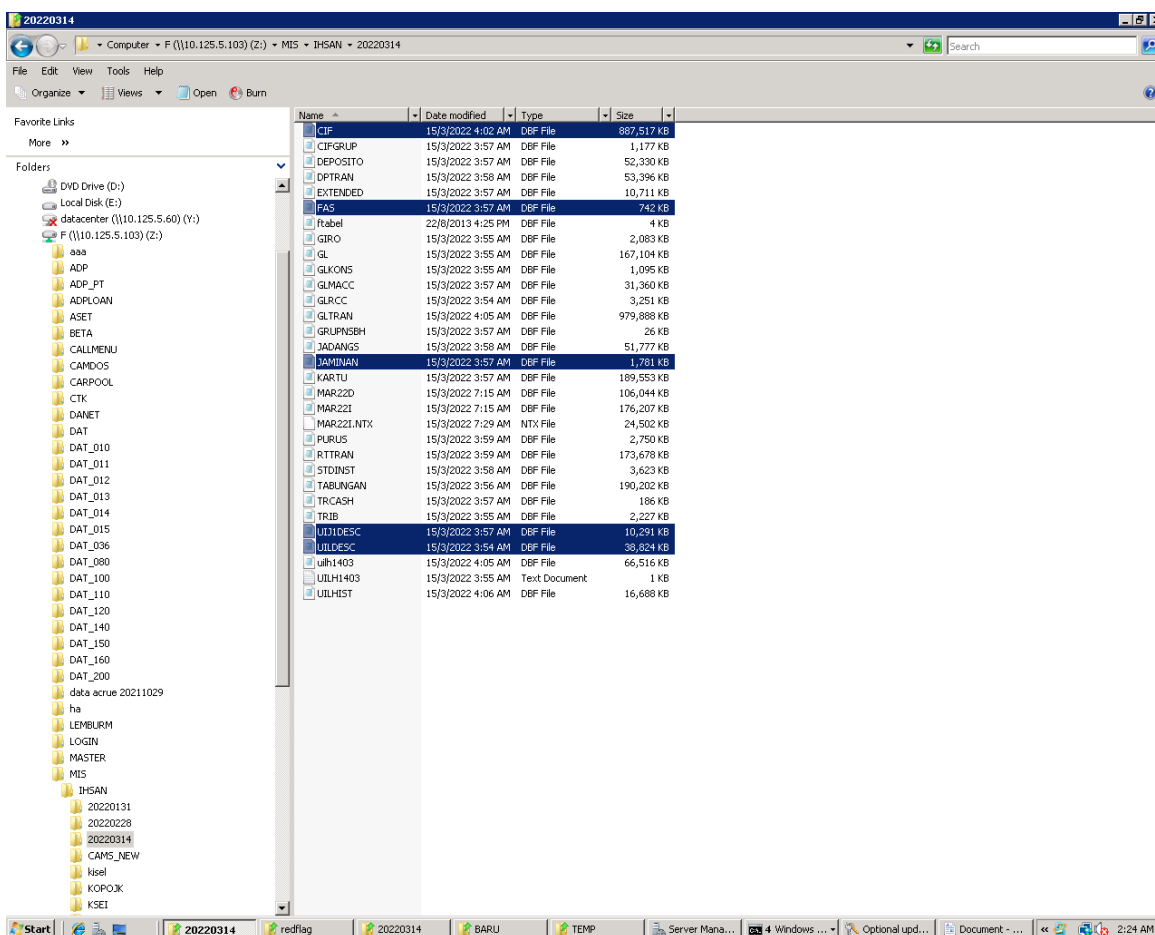 20220314
Computer F (\\10.125.5.103) (Z:) MIS IHSAN 20220314
Search
File Edit View Tools Help
Organize Views Open Burn
Favorite Links
More »
Folders
DVD Drive (D:)
Local Disk (E:)
datacenter (\\10.125.5.60) (Y:)
F (\\10.125.5.103) (Z:)
aaa
ADP
ADP_PT
ADPLOAN
ASET
BETA
CALLMENU
CAMDOS
CARPOOL
CTK
DANET
DAT
DAT_010
DAT_011
DAT_012
DAT_013
DAT_014
DAT_015
DAT_036
DAT_080
DAT_100
DAT_110
DAT_120
DAT_140
DAT_150
DAT_160
DAT_200
data acrue 20211029
ha
LEMBURM
LOGIN
MASTER
MIS
IHSAN
20220131
20220228
20220314
CAMS_NEW
kisel
KOPOJK
KSEI
Name Date modified Type Size
CIF 15/3/2022 4:02 AM DBF File 887,517 KB
CIFGRUP 15/3/2022 3:57 AM DBF File 1,177 KB
DEPOSITO 15/3/2022 3:57 AM DBF File 52,330 KB
DPTRAN 15/3/2022 3:58 AM DBF File 53,396 KB
EXTENDED 15/3/2022 3:57 AM DBF File 10,711 KB
FAS 15/3/2022 3:57 AM DBF File 742 KB
ftabel 22/8/2013 4:25 PM DBF File 4 KB
GIRO 15/3/2022 3:55 AM DBF File 2,083 KB
GL 15/3/2022 3:55 AM DBF File 167,104 KB
GLKONS 15/3/2022 3:55 AM DBF File 1,095 KB
GLMACC 15/3/2022 3:57 AM DBF File 31,360 KB
GLRCC 15/3/2022 3:54 AM DBF File 3,251 KB
GLTRAN 15/3/2022 4:05 AM DBF File 979,888 KB
GRUPNSBH 15/3/2022 3:57 AM DBF File 26 KB
JADANGS 15/3/2022 3:58 AM DBF File 51,777 KB
JAMINAN 15/3/2022 3:57 AM DBF File 1,781 KB
KARTU 15/3/2022 3:57 AM DBF File 189,553 KB
MAR22D 15/3/2022 7:15 AM DBF File 106,044 KB
MAR22I 15/3/2022 7:15 AM DBF File 176,207 KB
MAR22I.NTX 15/3/2022 7:29 AM NTX File 24,502 KB
PURUS 15/3/2022 3:59 AM DBF File 2,750 KB
RTTRAN 15/3/2022 3:59 AM DBF File 173,678 KB
STDINST 15/3/2022 3:58 AM DBF File 3,623 KB
TABUNGAN 15/3/2022 3:56 AM DBF File 190,202 KB
TRCASH 15/3/2022 3:57 AM DBF File 186 KB
TRIB 15/3/2022 3:55 AM DBF File 2,227 KB
UIJ1DESC 15/3/2022 3:57 AM DBF File 10,291 KB
UILDESC 15/3/2022 3:54 AM DBF File 38,824 KB
uilh1403 15/3/2022 4:05 AM DBF File 66,516 KB
UILH1403 15/3/2022 3:55 AM Text Document 1 KB
UILHIST 15/3/2022 4:06 AM DBF File 16,688 KB
Start 20220314 redflag 20220314 BARU TEMP Server Mana... 4 Windows ... Optional upd... Document - ... « 2:24 AM